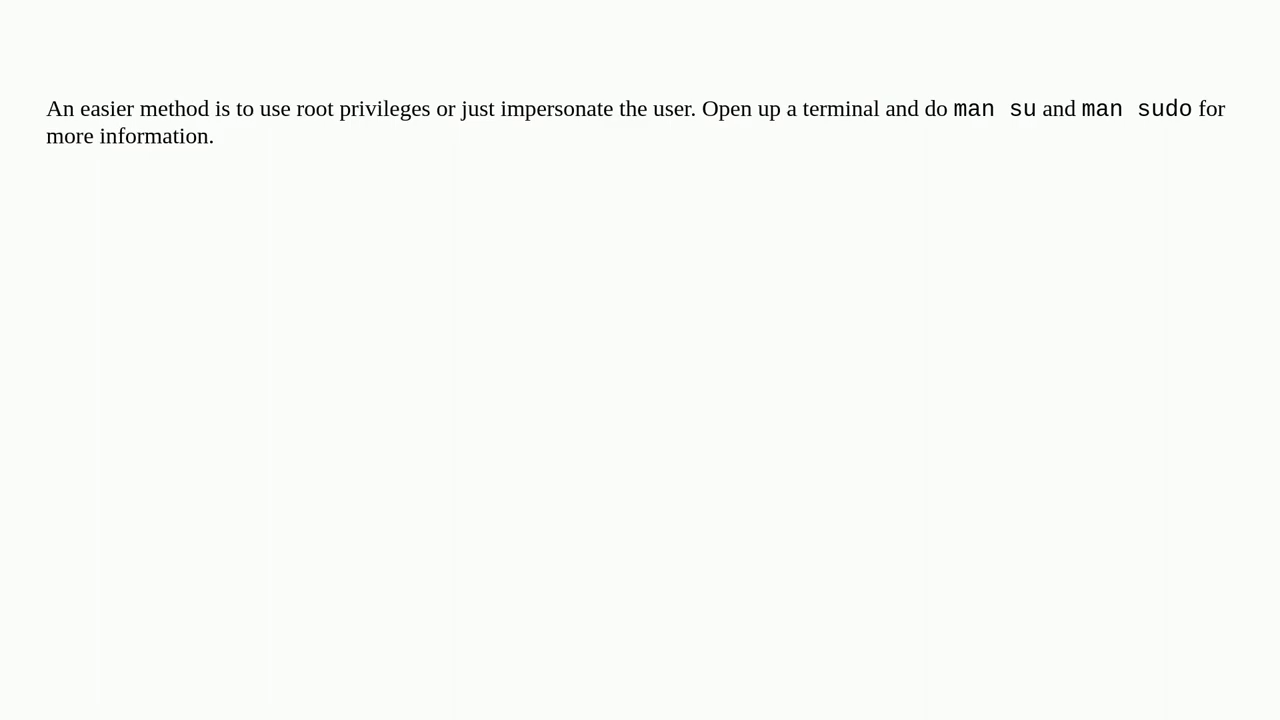 An easier method is to use root privileges or just impersonate the user. Open up a terminal and do man su and man sudo for
more information.